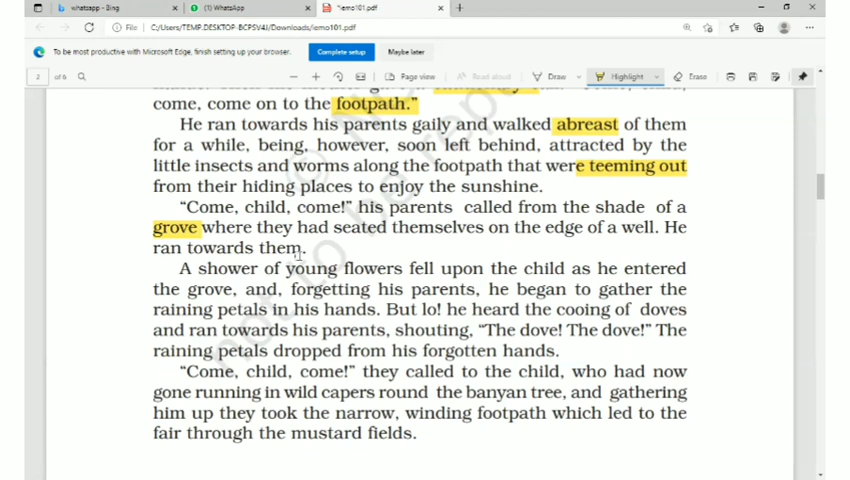 whatsapp - Bing
(1) WhatsApp
*iemo101.pdf
File
C:/Users/TEMP.DESKTOP-BCPSV4J/Downloads/iemo101.pdf
To be most productive with Microsoft Edge, finish setting up your browser.
Complete setup
Maybe later
2 of 6
Page view
Read aloud
Draw
Highlight
Erase
come, come on to the footpath.”
He ran towards his parents gaily and walked abreast of them
for a while, being, however, soon left behind, attracted by the
little insects and worms along the footpath that were teeming out
from their hiding places to enjoy the sunshine.
“Come, child, come!” his parents called from the shade of a
grove where they had seated themselves on the edge of a well. He
ran towards them.
A shower of young flowers fell upon the child as he entered
the grove, and, forgetting his parents, he began to gather the
raining petals in his hands. But lo! he heard the cooing of doves
and ran towards his parents, shouting, “The dove! The dove!” The
raining petals dropped from his forgotten hands.
“Come, child, come!” they called to the child, who had now
gone running in wild capers round the banyan tree, and gathering
him up they took the narrow, winding footpath which led to the
fair through the mustard fields.
not to be rep